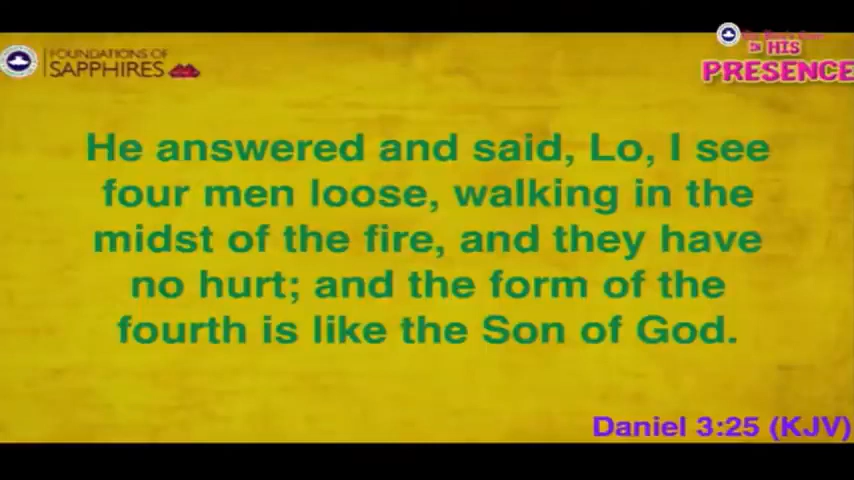 FOUNDATIONS OF
SAPPHIRES
IN HIS
PRESENCE
He answered and said, Lo, I see
four men loose, walking in the
midst of the fire, and they have
no hurt; and the form of the
fourth is like the Son of God.
Daniel 3:25 (KJV)